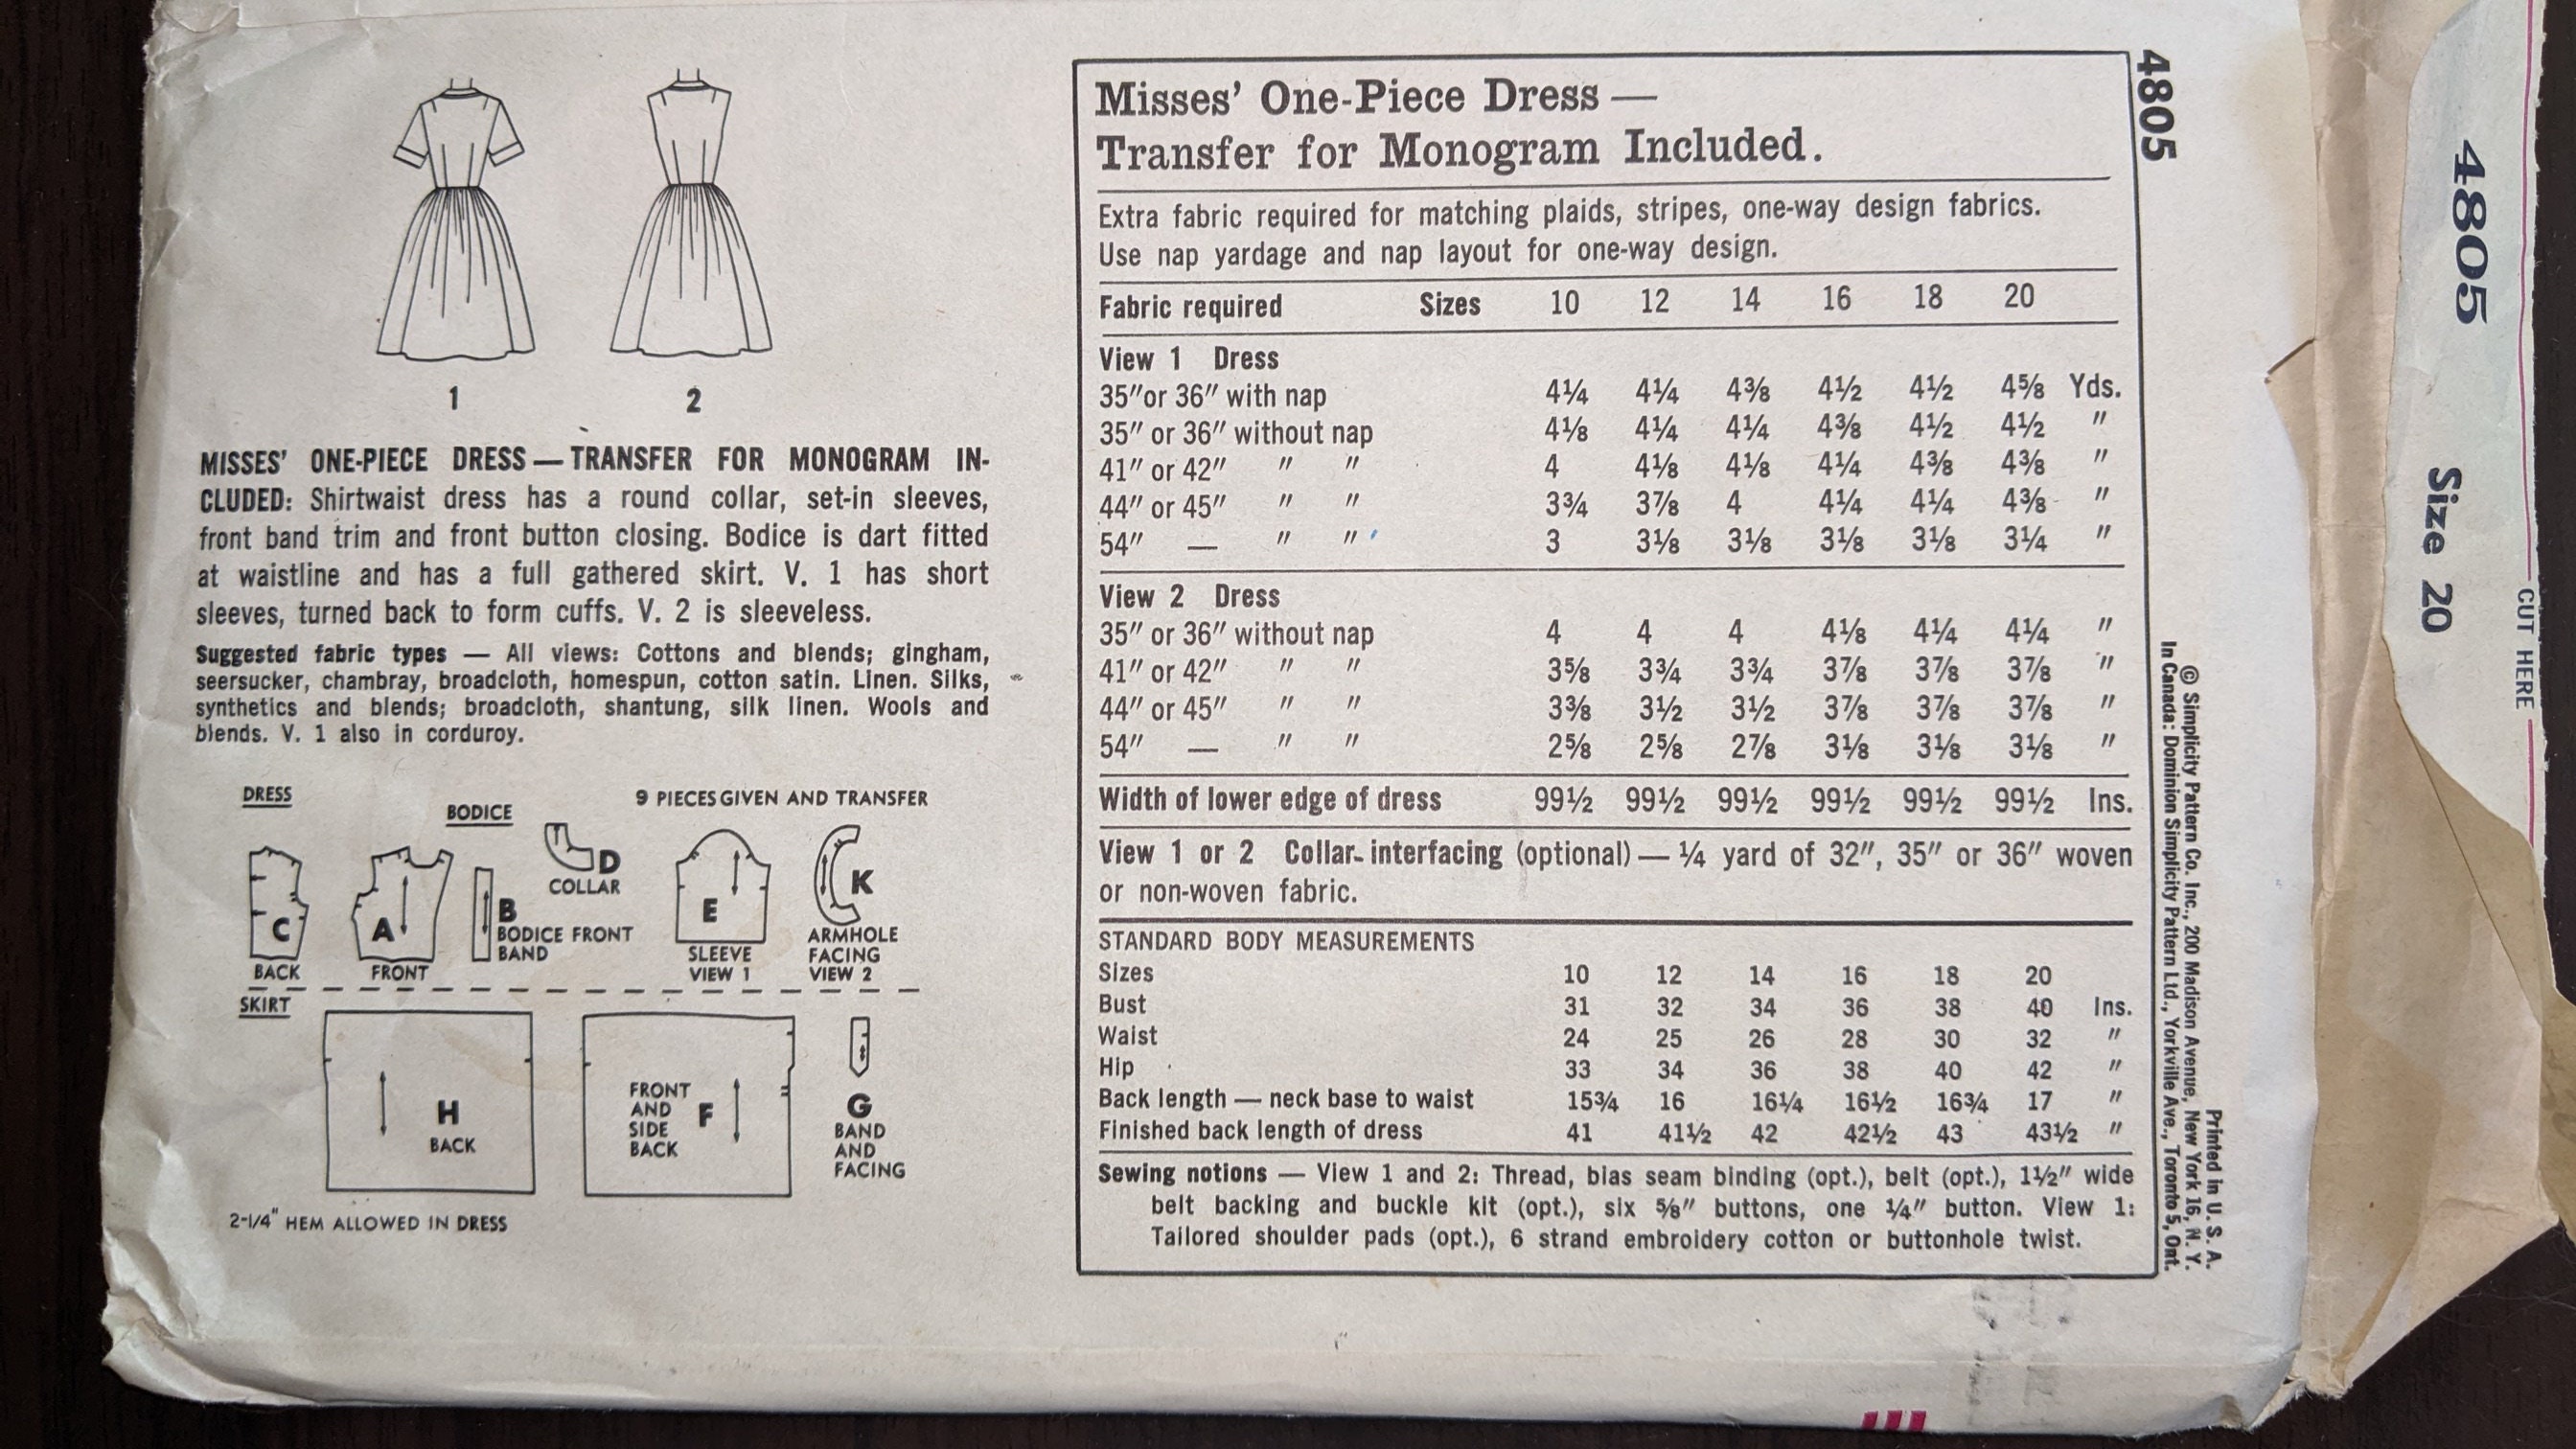 1
2
MISSES' ONE-PIECE DRESS — TRANSFER FOR MONOGRAM IN-
CLUDED: Shirtwaist dress has a round collar, set-in sleeves,
front band trim and front button closing. Bodice is dart fitted
at waistline and has a full gathered skirt. V. 1 has short
sleeves, turned back to form cuffs. V. 2 is sleeveless.
Suggested fabric types — All views: Cottons and blends; gingham,
seersucker, chambray, broadcloth, homespun, cotton satin. Linen. Silks,
synthetics and blends; broadcloth, shantung, silk linen. Wools and
blends. V. 1 also in corduroy.
DRESS
BODICE
9 PIECES GIVEN AND TRANSFER
C
BACK
A
FRONT
B
BODICE FRONT
BAND
D
COLLAR
E
SLEEVE
VIEW 1
K
ARMHOLE
FACING
VIEW 2
SKIRT
H
BACK
FRONT
AND
SIDE
BACK
F
G
BAND
AND
FACING
2-1/4" HEM ALLOWED IN DRESS
Misses' One-Piece Dress —
Transfer for Monogram Included.
Extra fabric required for matching plaids, stripes, one-way design fabrics.
Use nap yardage and nap layout for one-way design.
Fabric required Sizes 10 12 14 16 18 20
View 1 Dress
35" or 36" with nap 4¼ 4¼ 4⅜ 4½ 4½ 4⅝ Yds.
35" or 36" without nap 4⅛ 4¼ 4¼ 4⅜ 4½ 4½ "
41" or 42" " " 4 4⅛ 4⅛ 4¼ 4⅜ 4⅜ "
44" or 45" " " 3¾ 3⅞ 4 4¼ 4¼ 4⅜ "
54" — " " 3 3⅛ 3⅛ 3⅛ 3⅛ 3¼ "
View 2 Dress
35" or 36" without nap 4 4 4 4⅛ 4¼ 4¼ "
41" or 42" " " 3⅝ 3¾ 3¾ 3⅞ 3⅞ 3⅞ "
44" or 45" " " 3⅜ 3½ 3½ 3⅞ 3⅞ 3⅞ "
54" — " " 2⅝ 2⅝ 2⅞ 3⅛ 3⅛ 3⅛ "
Width of lower edge of dress 99½ 99½ 99½ 99½ 99½ 99½ Ins.
View 1 or 2 Collar- interfacing (optional) — ¼ yard of 32", 35" or 36" woven
or non-woven fabric.
STANDARD BODY MEASUREMENTS
Sizes 10 12 14 16 18 20
Bust 31 32 34 36 38 40 Ins.
Waist 24 25 26 28 30 32 "
Hip 33 34 36 38 40 42 "
Back length — neck base to waist 15¾ 16 16¼ 16½ 16¾ 17 "
Finished back length of dress 41 41½ 42 42½ 43 43½ "
Sewing notions — View 1 and 2: Thread, bias seam binding (opt.), belt (opt.), 1½" wide
belt backing and buckle kit (opt.), six ⅝" buttons, one ¼" button. View 1:
Tailored shoulder pads (opt.), 6 strand embroidery cotton or buttonhole twist.
4805
© Simplicity Pattern Co. Inc., 200 Madison Avenue, New York 16, N. Y.
In Canada: Dominion Simplicity Pattern Ltd., Yorkville Ave., Toronto 5, Ont.
Printed in U. S. A.
4805
Size 20
CUT HERE